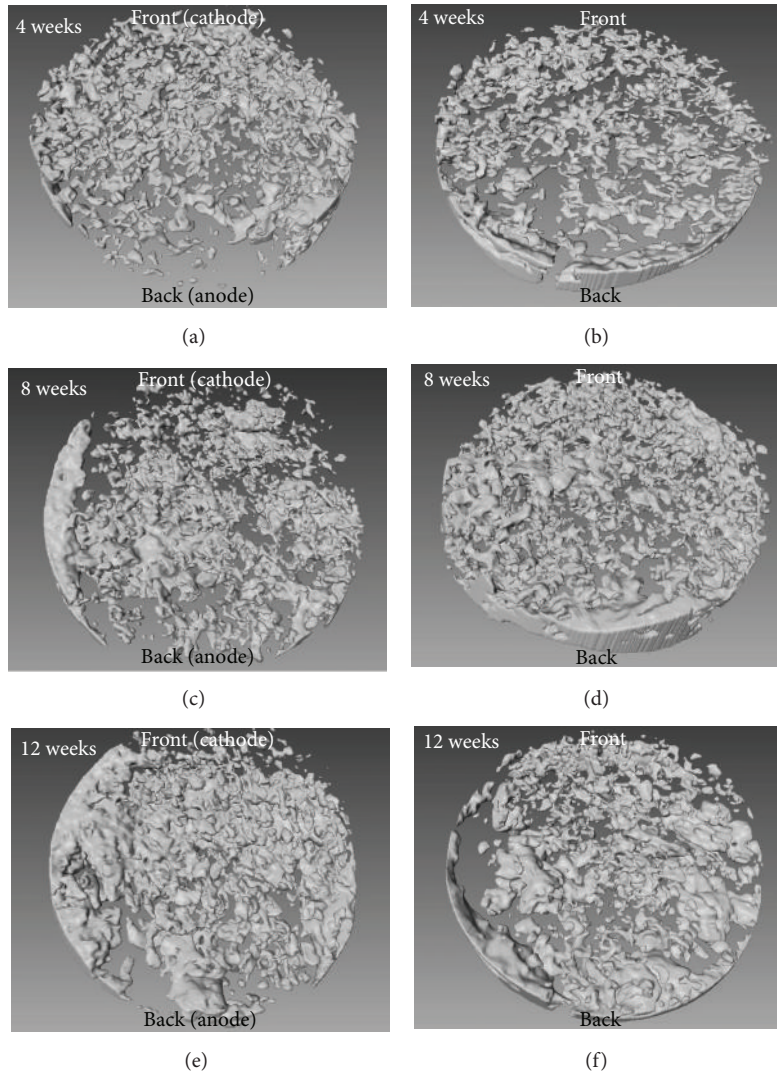 4 weeks
Front (cathode)
Back (anode)
(a)
4 weeks
Front
Back
(b)
8 weeks
Front (cathode)
Back (anode)
(c)
8 weeks
Front
Back
(d)
12 weeks
Front (cathode)
Back (anode)
(e)
12 weeks
Front
Back
(f)